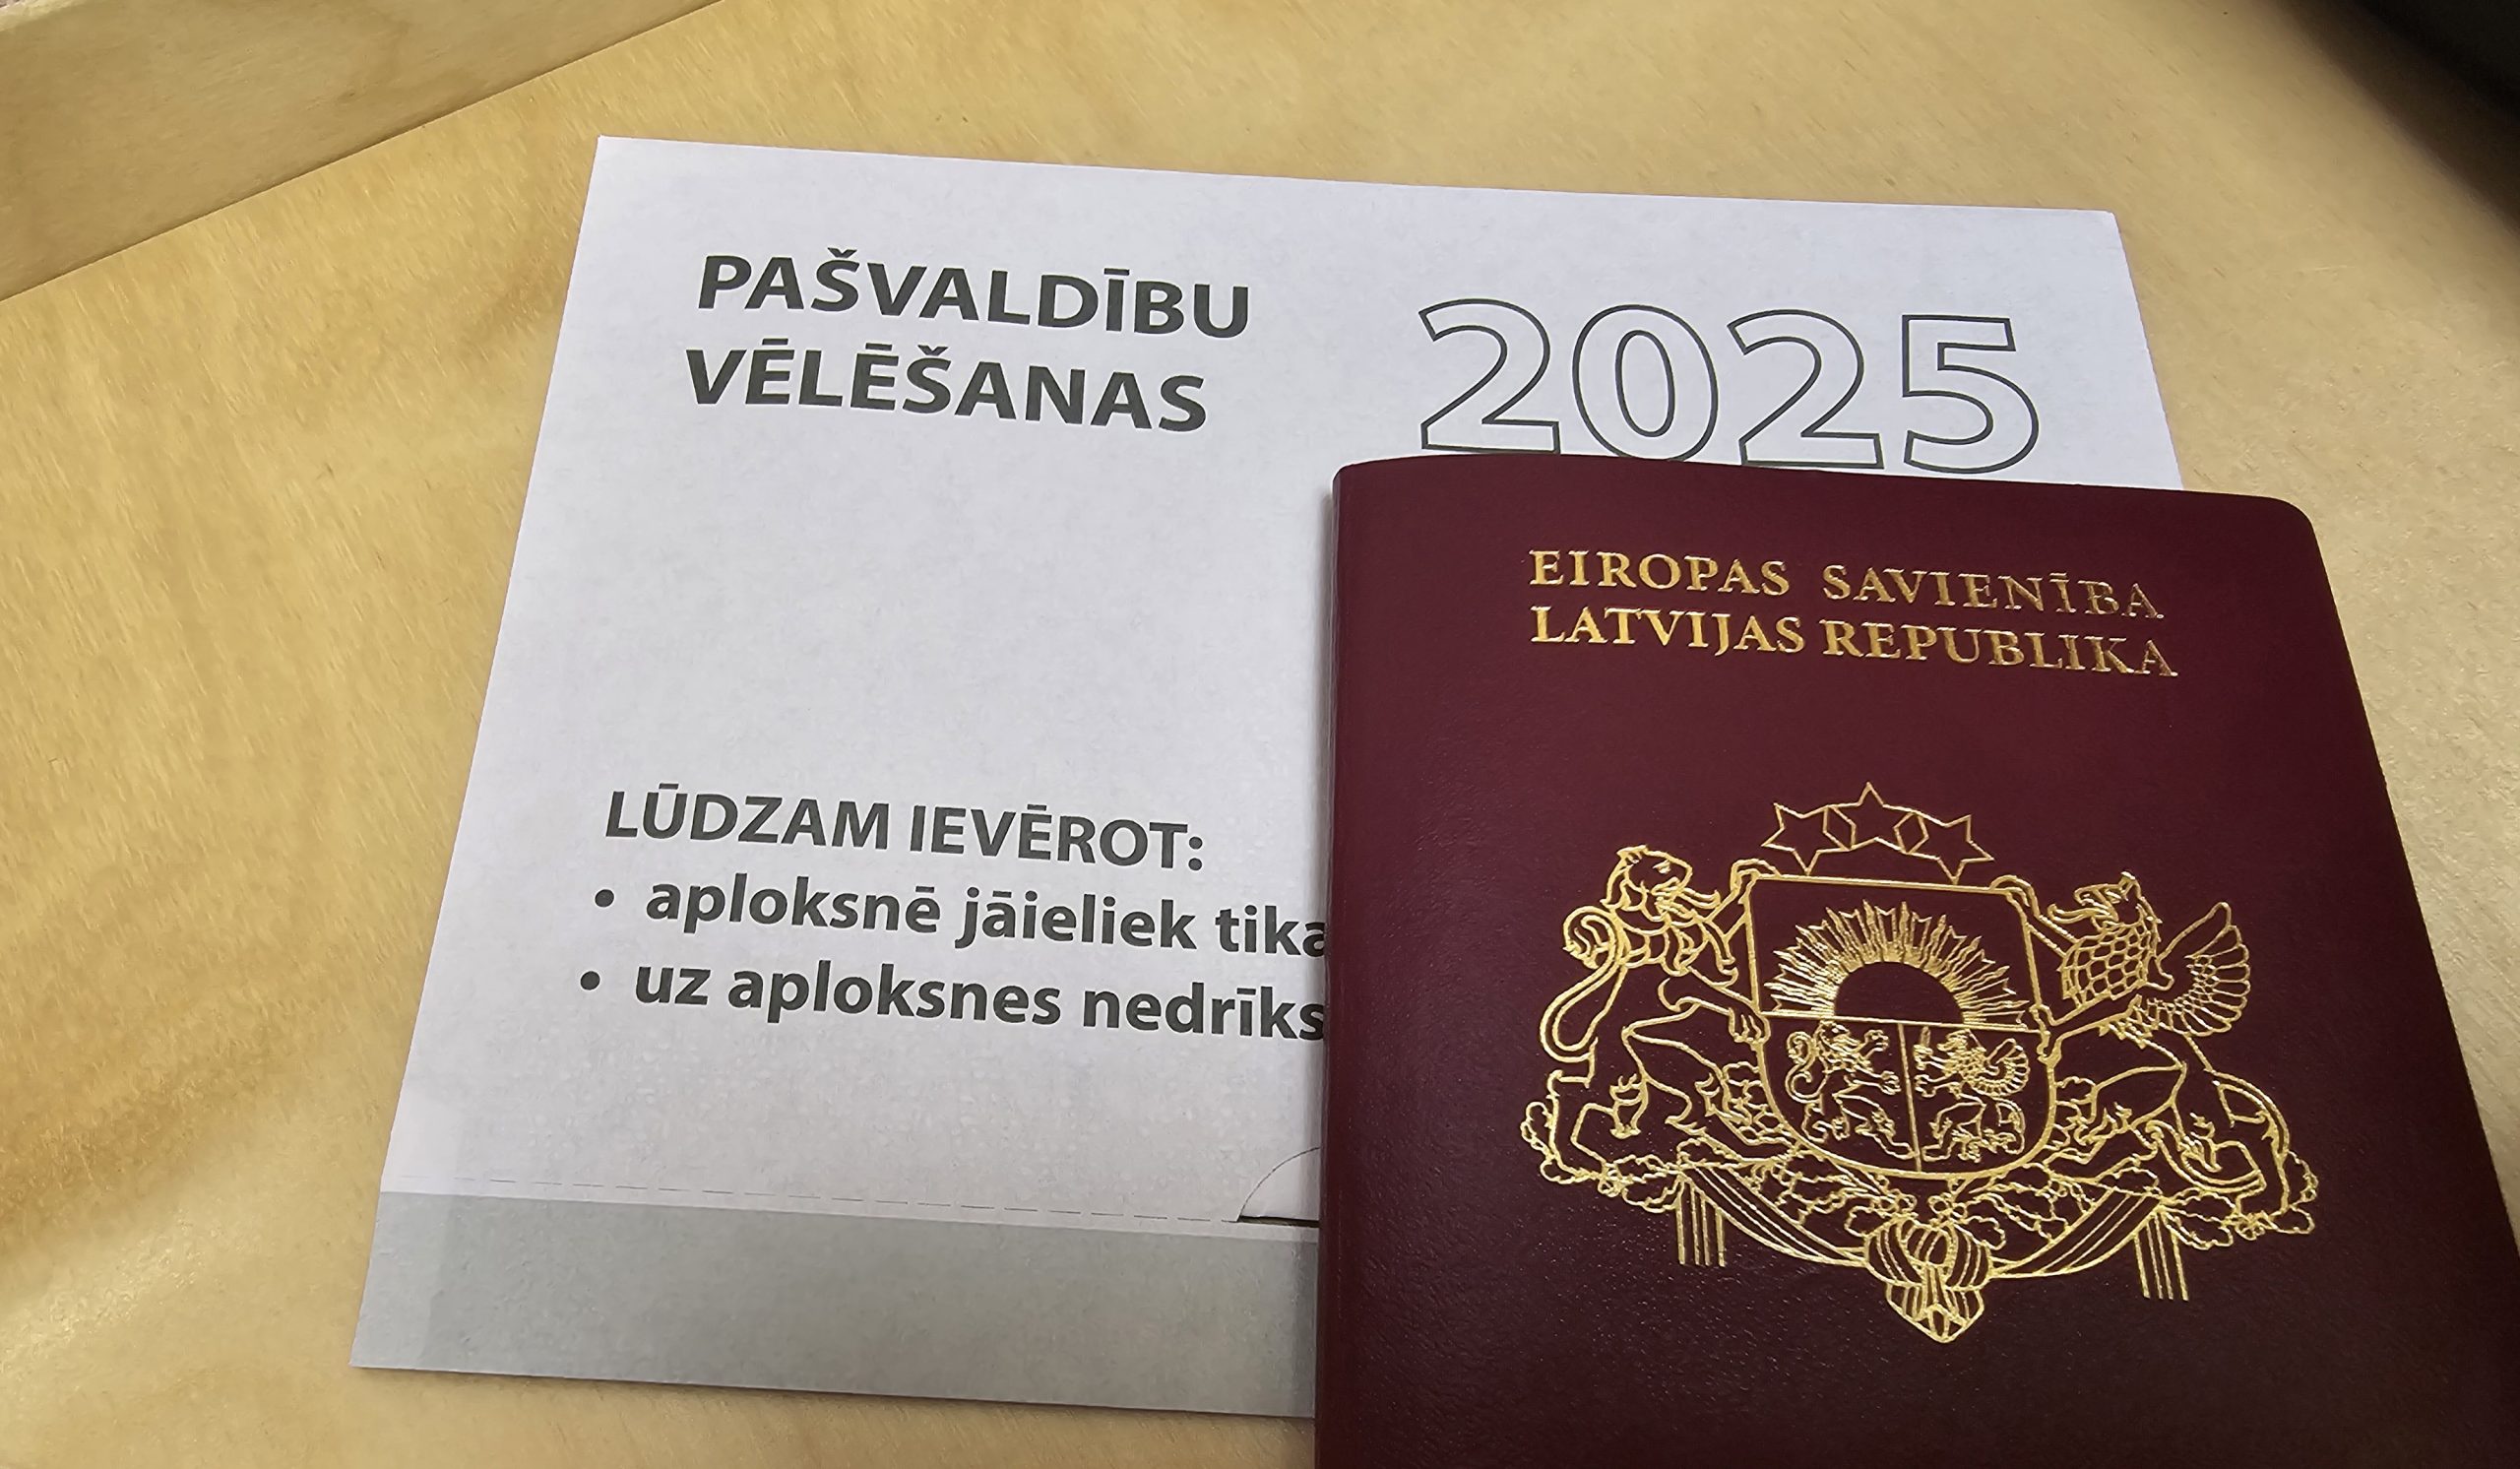 PAŠVALDĪBU
VĒLĒŠANAS
2025
LŪDZAM IEVĒROT:
• aploksnē jāieliek tika
• uz aploksnes nedrīks
EIROPAS SAVIENĪBA
LATVIJAS REPUBLIKA